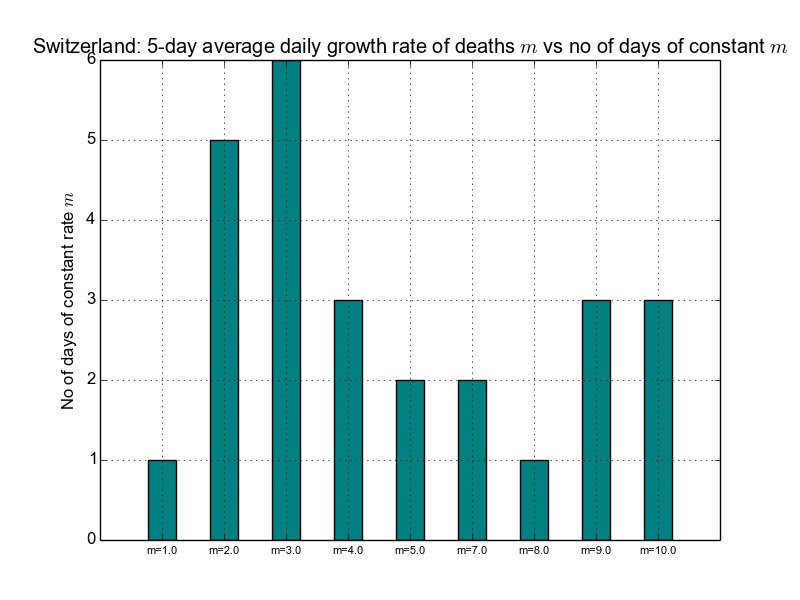 Switzerland: 5-day average daily growth rate of deaths m vs no of days of constant m
6
5
4
3
2
1
0
No of days of constant rate m
m=1.0 m=2.0 m=3.0 m=4.0 m=5.0 m=7.0 m=8.0 m=9.0 m=10.0